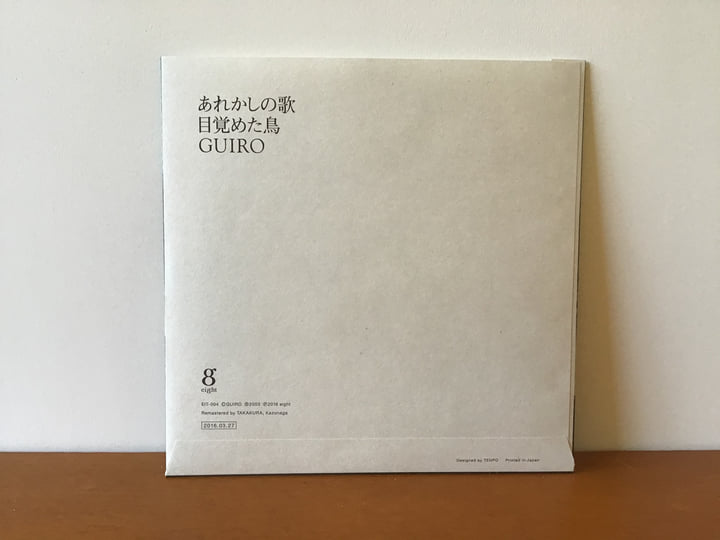 あれかしの歌
目覚めた鳥
GUIRO
8
eight
EIT-004 ©GUIRO ℗2005 ℗2016 eight
Remastered by TAKAKURA, Kazunaga
2016.03.27
Designed by TENPO Printed in Japan